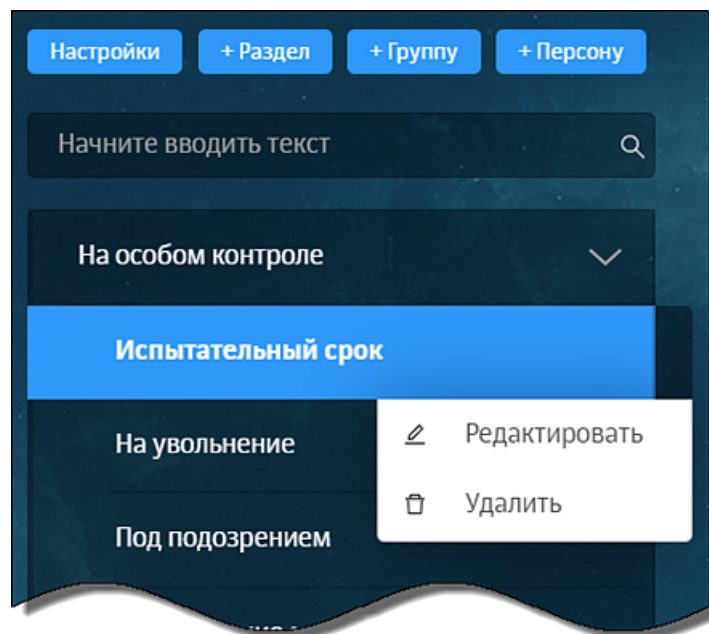 Настройки + Раздел + Группу + Персону
Начните вводить текст
На особом контроле
Испытательный срок
На увольнение
Редактировать
Удалить
Под подозрением